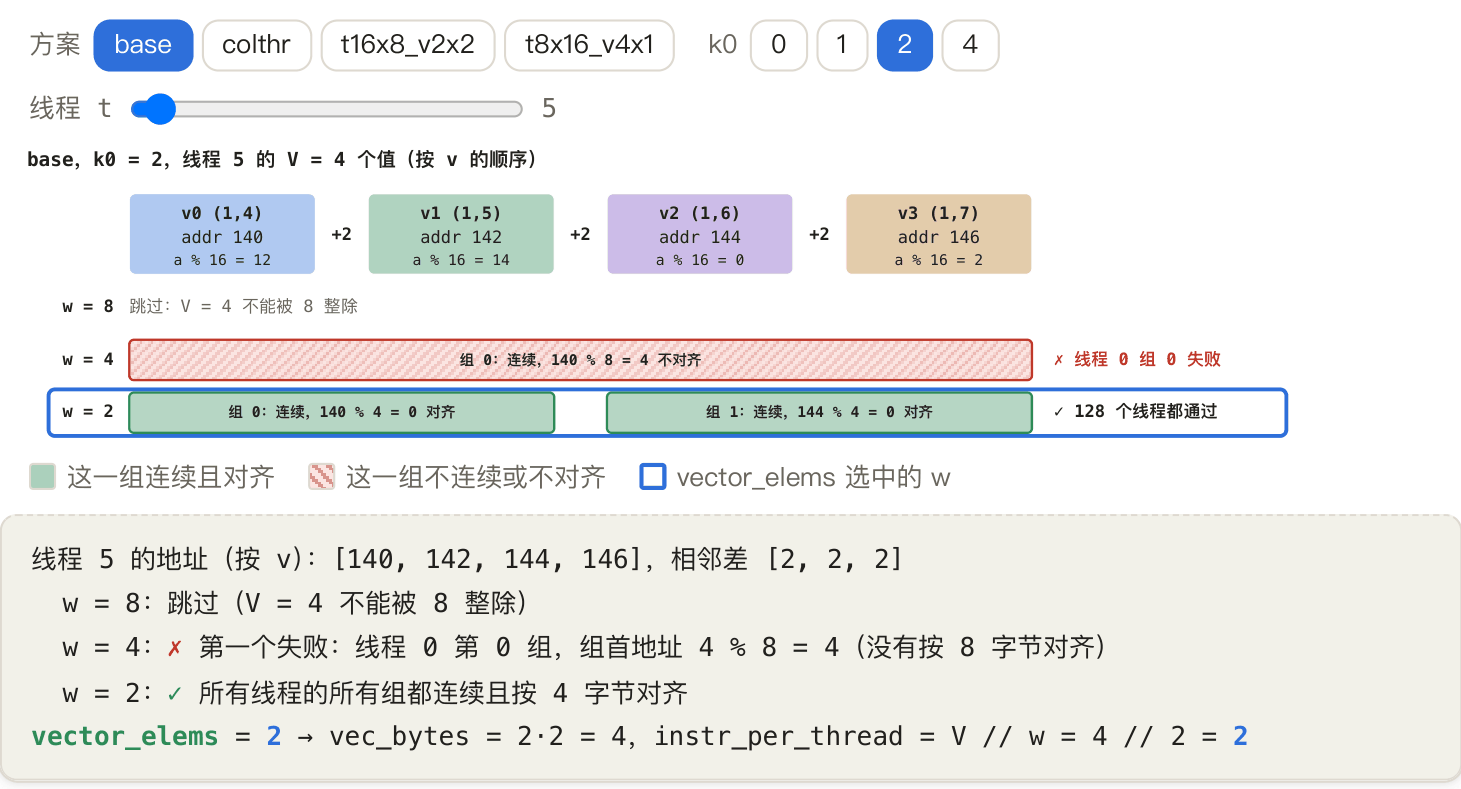 方案 base colthr t16x8_v2x2 t8x16_v4x1 k0 0 1 2 4
线程 t 5
base，k0 = 2，线程 5 的 V = 4 个值（按 v 的顺序）
v0 (1,4) v1 (1,5) v2 (1,6) v3 (1,7)
addr 140 +2 addr 142 +2 addr 144 +2 addr 146
a % 16 = 12 a % 16 = 14 a % 16 = 0 a % 16 = 2
w = 8 跳过：V = 4 不能被 8 整除
w = 4 组 0：连续，140 % 8 = 4 不对齐 ✗ 线程 0 组 0 失败
w = 2 组 0：连续，140 % 4 = 0 对齐 组 1：连续，144 % 4 = 0 对齐 ✓ 128 个线程都通过
这一组连续且对齐 这一组不连续或不对齐 vector_elems 选中的 w
线程 5 的地址（按 v）：[140, 142, 144, 146]，相邻差 [2, 2, 2]
w = 8：跳过（V = 4 不能被 8 整除）
w = 4：✗ 第一个失败：线程 0 第 0 组，组首地址 4 % 8 = 4（没有按 8 字节对齐）
w = 2：✓ 所有线程的所有组都连续且按 4 字节对齐
vector_elems = 2 → vec_bytes = 2·2 = 4，instr_per_thread = V // w = 4 // 2 = 2